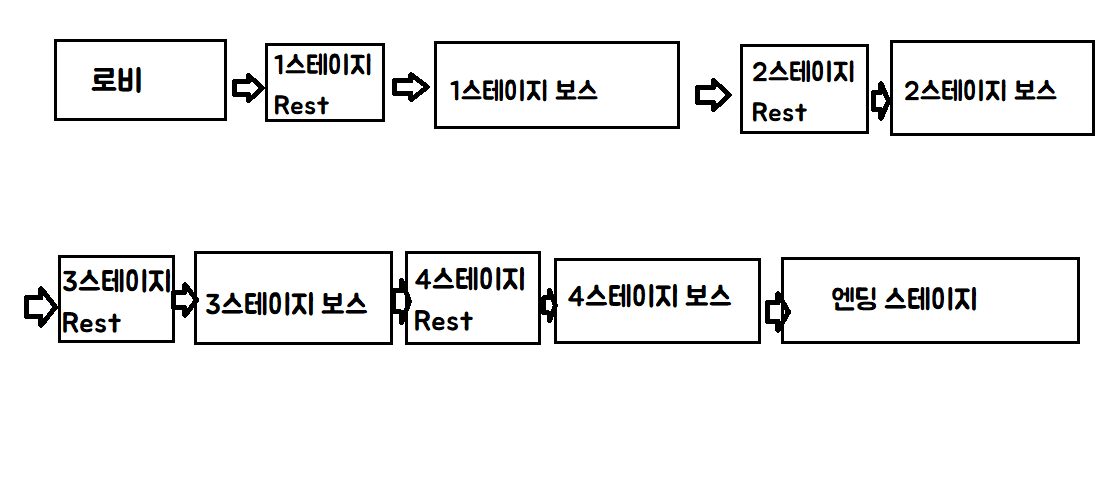 로비
1스테이지
Rest
1스테이지 보스
2스테이지
Rest
2스테이지 보스
3스테이지
Rest
3스테이지 보스
4스테이지
Rest
4스테이지 보스
엔딩 스테이지